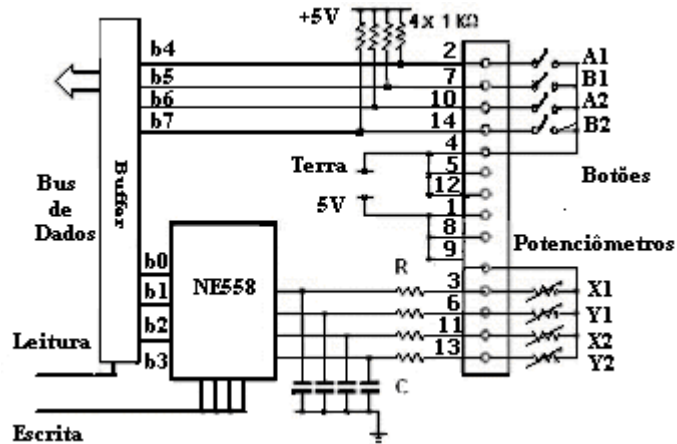 +5V
4 x 1 KΩ
b4
b5
b6
b7
2
7
10
14
4
5
12
1
8
9
3
6
11
13
A1
B1
A2
B2
Terra
5V
Botões
Potenciômetros
Buffer
Bus
de
Dados
b0
b1
b2
b3
NE558
R
C
X1
Y1
X2
Y2
Leitura
Escrita